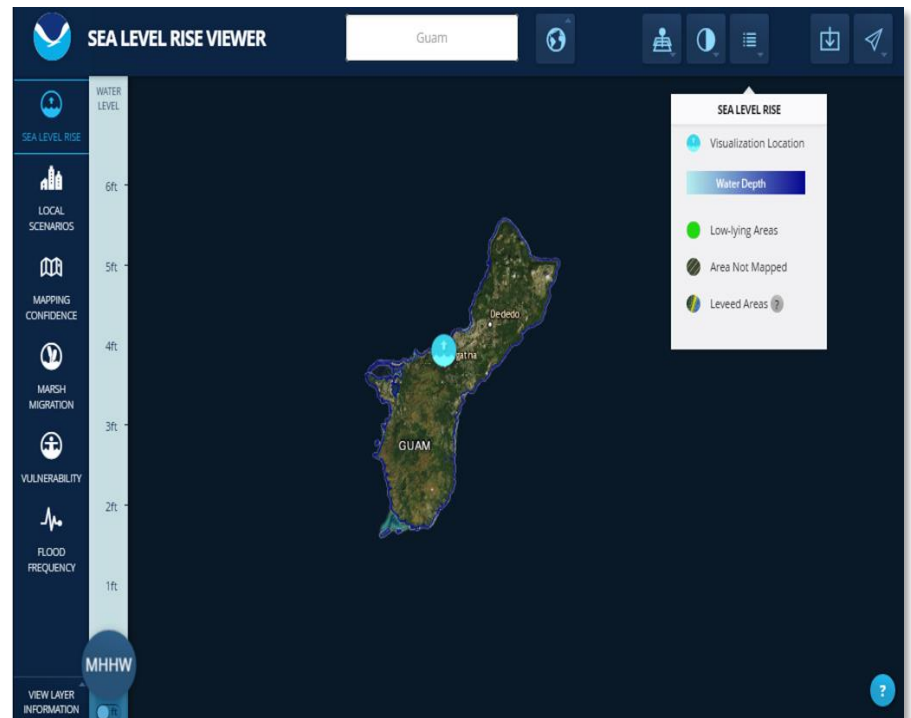 SEA LEVEL RISE VIEWER
Guam
SEA LEVEL RISE
LOCAL
SCENARIOS
MAPPING
CONFIDENCE
MARSH
MIGRATION
VULNERABILITY
FLOOD
FREQUENCY
VIEW LAYER
INFORMATION
WATER
LEVEL
6ft
5ft
4ft
3ft
2ft
1ft
MHHW
ft
Dededo
GUAM
SEA LEVEL RISE
Visualization Location
Water Depth
Low-lying Areas
Area Not Mapped
Leveed Areas ?
?